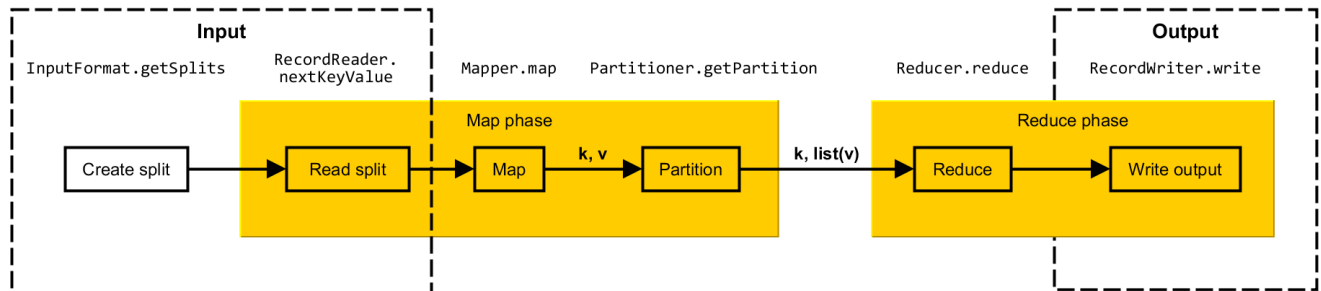 Input
Output
InputFormat.getSplits
RecordReader.
nextKeyValue
Mapper.map
Partitioner.getPartition
Reducer.reduce
RecordWriter.write
Map phase
Reduce phase
Create split
Read split
Map
k, v
Partition
k, list(v)
Reduce
Write output